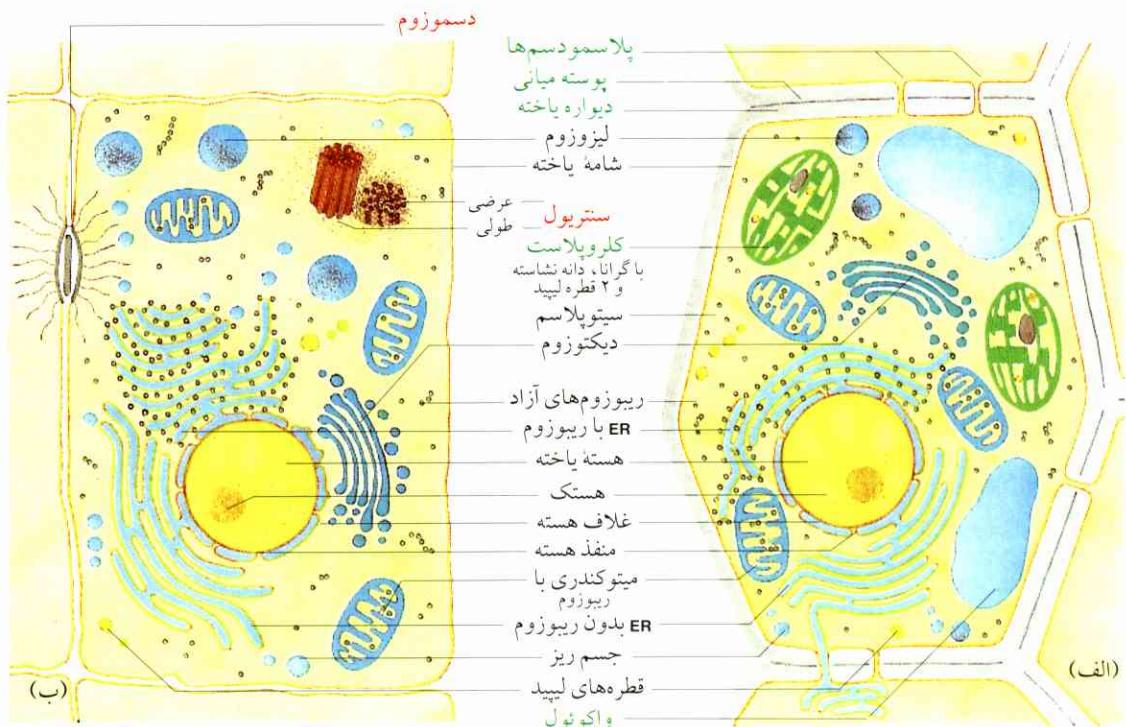 دسموزوم
پلاسمودسم‌ها
پوسته میانی
دیواره یاخته
لیزوزوم
شامهٔ یاخته
عرضی
سنتریول
طولی
کلروپلاست
با گرانا، دانه نشاسته
و ۲ قطره لیپید
سیتوپلاسم
دیکتوزوم
ریبوزوم‌های آزاد
ER با ریبوزوم
هستهٔ یاخته
هستک
غلاف هسته
منفذ هسته
میتوکندری با
ریبوزوم
ER بدون ریبوزوم
جسم ریز
(الف)
قطره‌های لیپید
(ب)
واکوئول